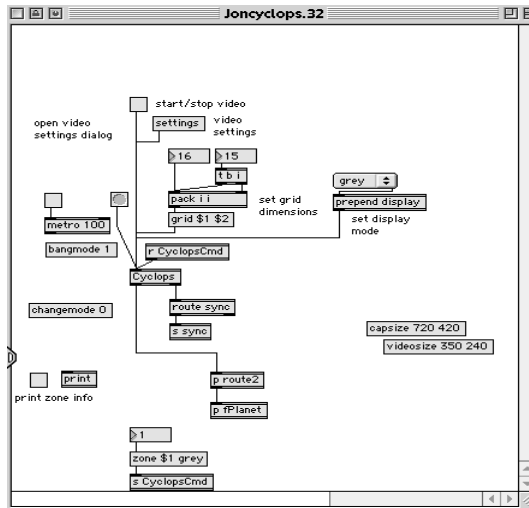 Joncyclops.32
start/stop video
open video
settings dialog
settings
video
settings
16
15
t b i
grey
pack i i
prepend display
set grid
dimensions
metro 100
grid $1 $2
set display
mode
bangmode 1
r CyclopsCmd
Cyclops
changemode 0
route sync
capsize 720 420
s sync
videosize 350 240
print
p route2
print zone info
p fPlanet
1
zone $1 grey
s CyclopsCmd